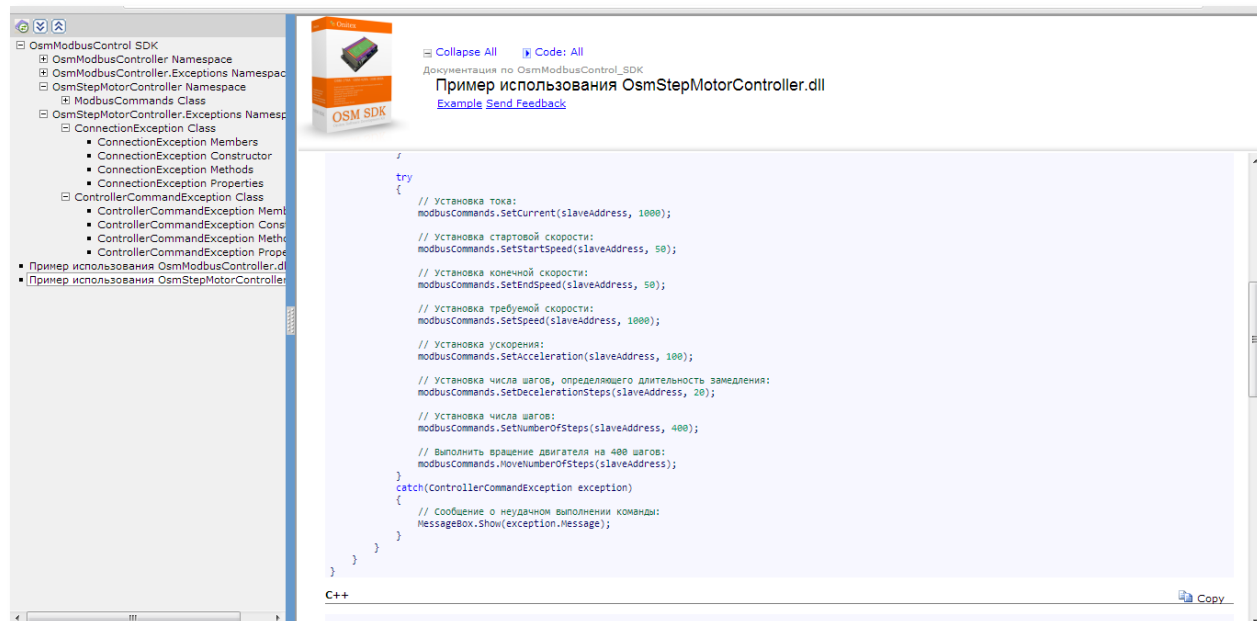 OsmModbusControl SDK
OsmModbusController Namespace
OsmModbusController.Exceptions Namespac
OsmStepMotorController Namespace
ModbusCommands Class
OsmStepMotorController.Exceptions Namesp
ConnectionException Class
ConnectionException Members
ConnectionException Constructor
ConnectionException Methods
ConnectionException Properties
ControllerCommandException Class
ControllerCommandException Memb
ControllerCommandException Cons
ControllerCommandException Metho
ControllerCommandException Prope
Пример использования OsmModbusController.dl
Пример использования OsmStepMotorController
OSM SDK
Collapse All Code: All
Документация по OsmModbusControl_SDK
Пример использования OsmStepMotorController.dll
Example Send Feedback
}
try
{
// Установка тока:
modbusCommands.SetCurrent(slaveAddress, 1000);
// Установка стартовой скорости:
modbusCommands.SetStartSpeed(slaveAddress, 50);
// Установка конечной скорости:
modbusCommands.SetEndSpeed(slaveAddress, 50);
// Установка требуемой скорости:
modbusCommands.SetSpeed(slaveAddress, 1000);
// Установка ускорения:
modbusCommands.SetAcceleration(slaveAddress, 100);
// Установка числа шагов, определяющего длительность замедления:
modbusCommands.SetDecelerationSteps(slaveAddress, 20);
// Установка числа шагов:
modbusCommands.SetNumberOfSteps(slaveAddress, 400);
// Выполнить вращение двигателя на 400 шагов:
modbusCommands.MoveNumberOfSteps(slaveAddress);
}
catch(ControllerCommandException exception)
{
// Сообщение о неудачном выполнении команды:
MessageBox.Show(exception.Message);
}
}
}
}
C++ Copy